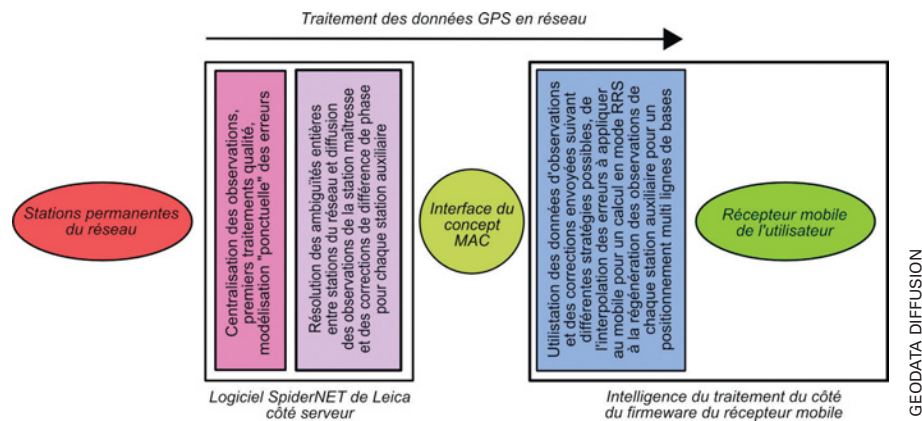 Traitement des données GPS en réseau
Stations permanentes
du réseau
Centralisation des observations,
premiers traitements qualité,
modélisation "ponctuelle" des erreurs
Résolution des ambiguïtés entières
entre stations du réseau et diffusion
des observations de la station maîtresse
et des corrections de différence de phase
pour chaque station auxiliaire
Logiciel SpiderNET de Leica
côté serveur
Interface du
concept
MAC
Utilistation des données d'observations
et des corrections envoyées suivant
différentes stratégies possibles, de
l'interpolation des erreurs à appliquer
au mobile pour un calcul en mode RRS
à la régénération des observations de
chaque station auxiliaire pour un
positionnement multi lignes de bases
Récepteur mobile
de l'utilisateur
Intelligence du traitement du côté
du firmeware du récepteur mobile
GEODATA DIFFUSION